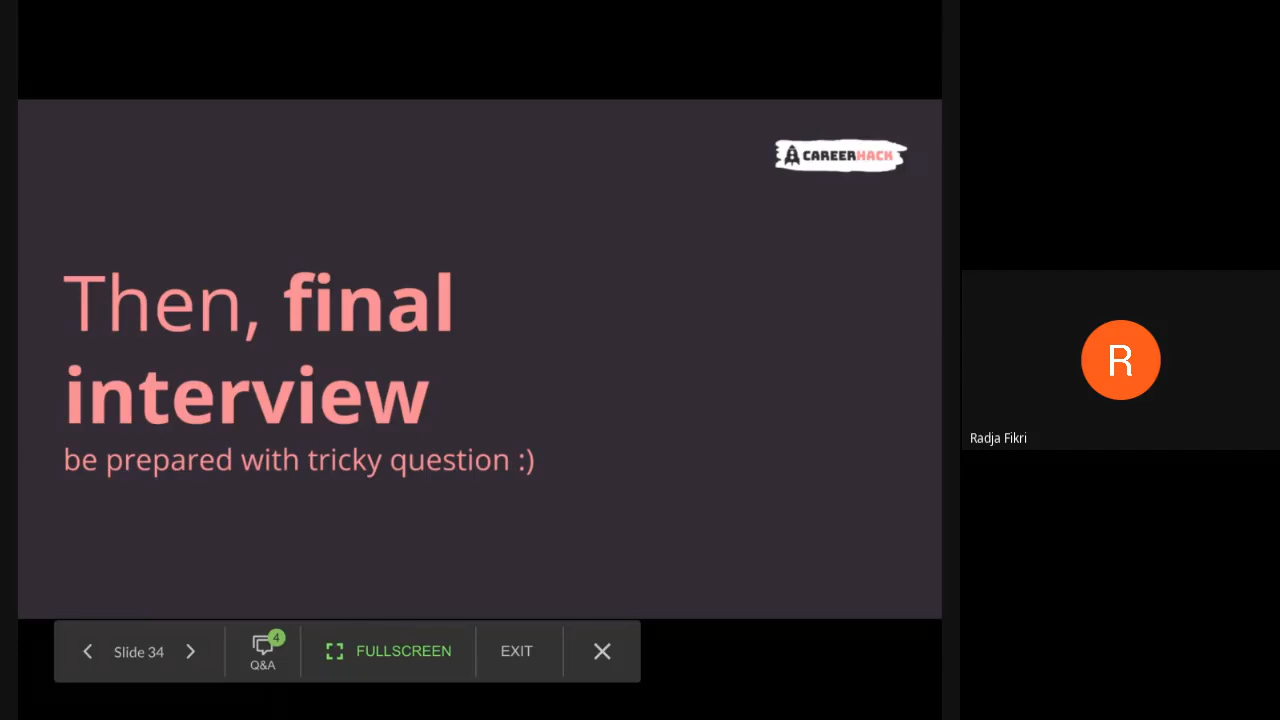 CAREERHACK
Then, final
interview
be prepared with tricky question :)
R
Radja Fikri
Slide 34
4
Q&A
FULLSCREEN
EXIT